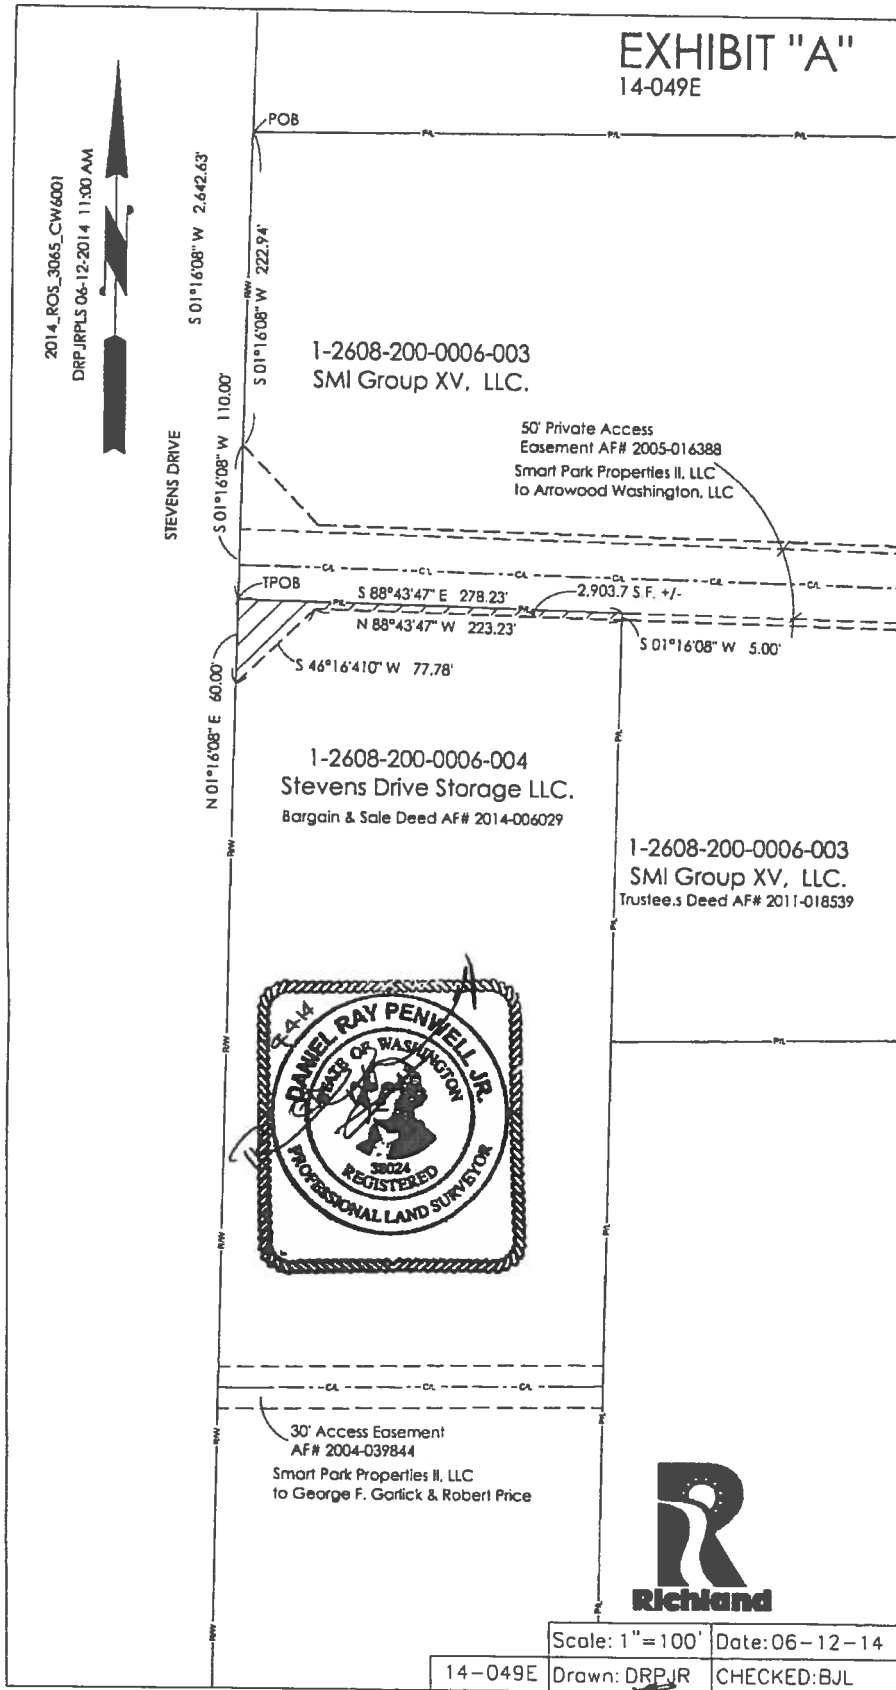 EXHIBIT "A"
14-049E
POB
P/L P/L P/L
2014_ROS_3065_CW6001
DRPJRPLS 06-12-2014 11:00 AM
N
S 01°16'08" W 2,642.63'
R/W
S 01°16'08" W 222.94'
1-2608-200-0006-003
SMI Group XV, LLC.
50' Private Access
Easement AF# 2005-016388
Smart Park Properties II, LLC
to Arrowood Washington, LLC
STEVENS DRIVE
S 01°16'08" W 110.00'
C/L C/L C/L C/L C/L C/L
TPOB
S 88°43'47" E 278.23'
2,903.7 S.F. +/-
P/L P/L
N 88°43'47" W 223.23'
S 01°16'08" W 5.00'
S 46°16'410" W 77.78'
N 01°16'08" E 60.00'
P/L
1-2608-200-0006-004
Stevens Drive Storage LLC.
Bargain & Sale Deed AF# 2014-006029
R/W
1-2608-200-0006-003
SMI Group XV, LLC.
Trustee.s Deed AF# 2011-018539
P/L
9-4-14
DANIEL RAY PENWELL JR.
STATE OF WASHINGTON
38024
REGISTERED
PROFESSIONAL LAND SURVEYOR
R/W
P/L
R/W
P/L
C/L C/L C/L
30' Access Easement
AF# 2004-039844
Smart Park Properties II, LLC
to George F. Garlick & Robert Price
R/W
P/L
R
Richland
P/L
R/W
Scale: 1"=100' Date: 06-12-14
14-049E Drawn: DRPJR CHECKED: BJL